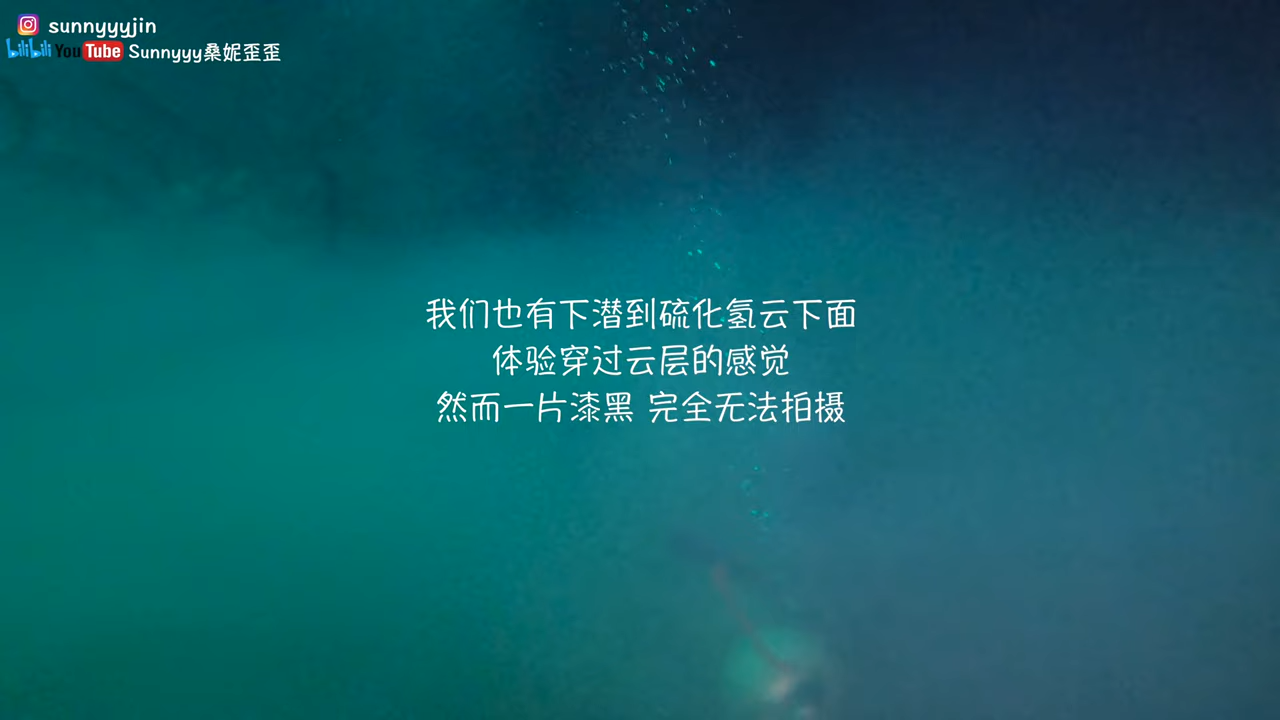 sunnyyyjin
bilibili YouTube Sunnyyy桑妮歪歪
我们也有下潜到硫化氢云下面
体验穿过云层的感觉
然而一片漆黑 完全无法拍摄